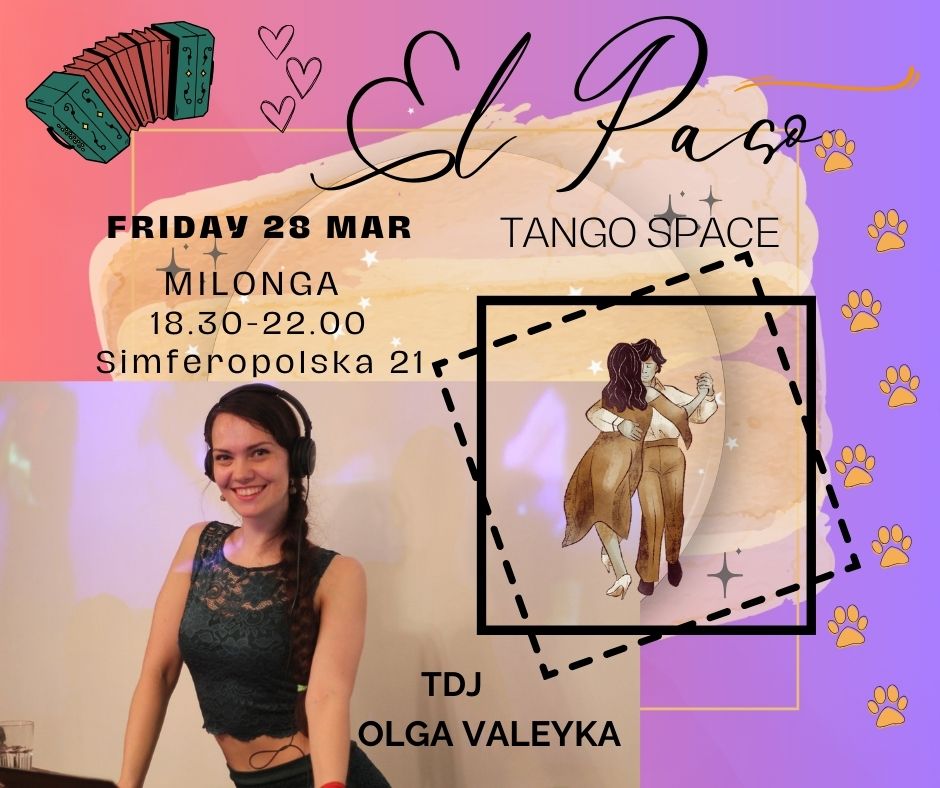 El Paso
FRIDAY 28 MAR
TANGO SPACE
MILONGA
18.30-22.00
Simferopolska 21
TDJ
OLGA VALEYKA